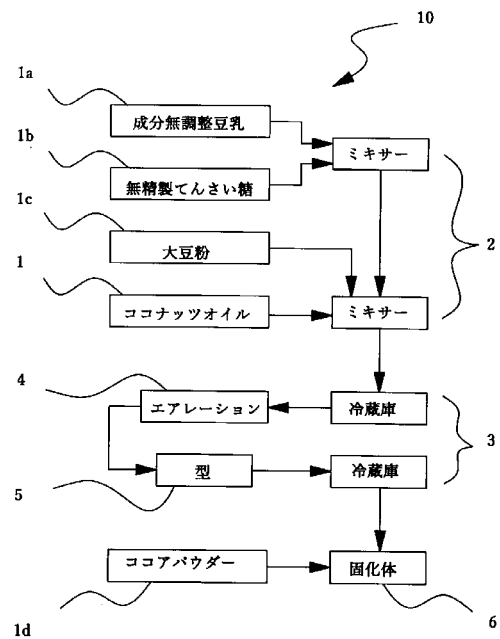 10
1a
成分無調整豆乳
ミキサー
1b
無精製てんさい糖
2
1c
大豆粉
1
ココナッツオイル
ミキサー
4
エアレーション
冷蔵庫
3
型
冷蔵庫
5
ココアパウダー
固化体
1d
6